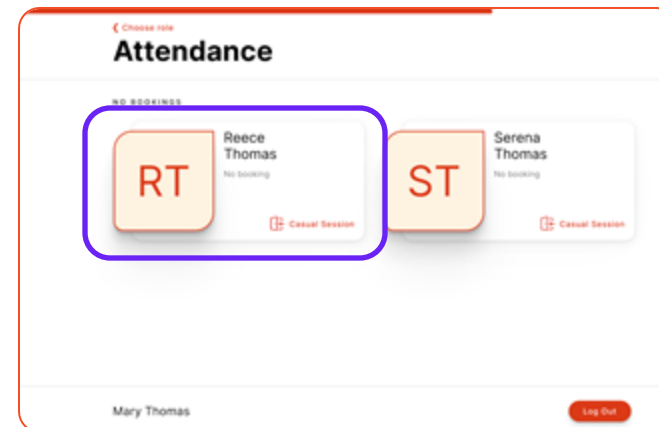 Choose role
Attendance
NO BOOKINGS
RT
Reece
Thomas
No booking
Casual Session
ST
Serena
Thomas
No booking
Casual Session
Mary Thomas
Log Out